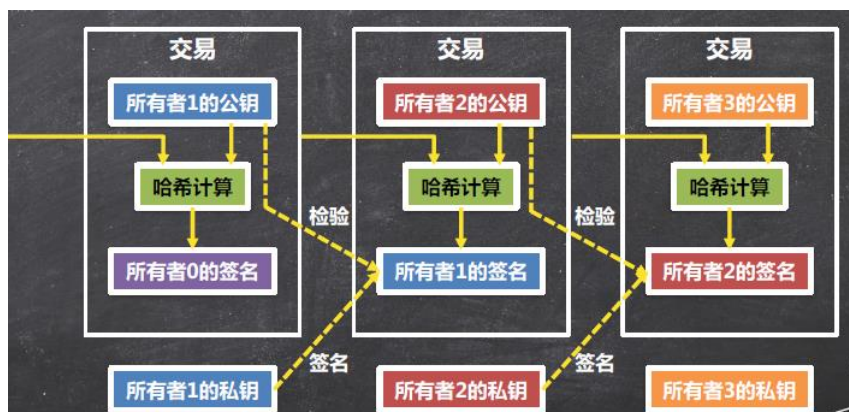 交易
交易
交易
所有者1的公钥
所有者2的公钥
所有者3的公钥
哈希计算
哈希计算
哈希计算
检验
检验
所有者0的签名
所有者1的签名
所有者2的签名
签名
签名
所有者1的私钥
所有者2的私钥
所有者3的私钥